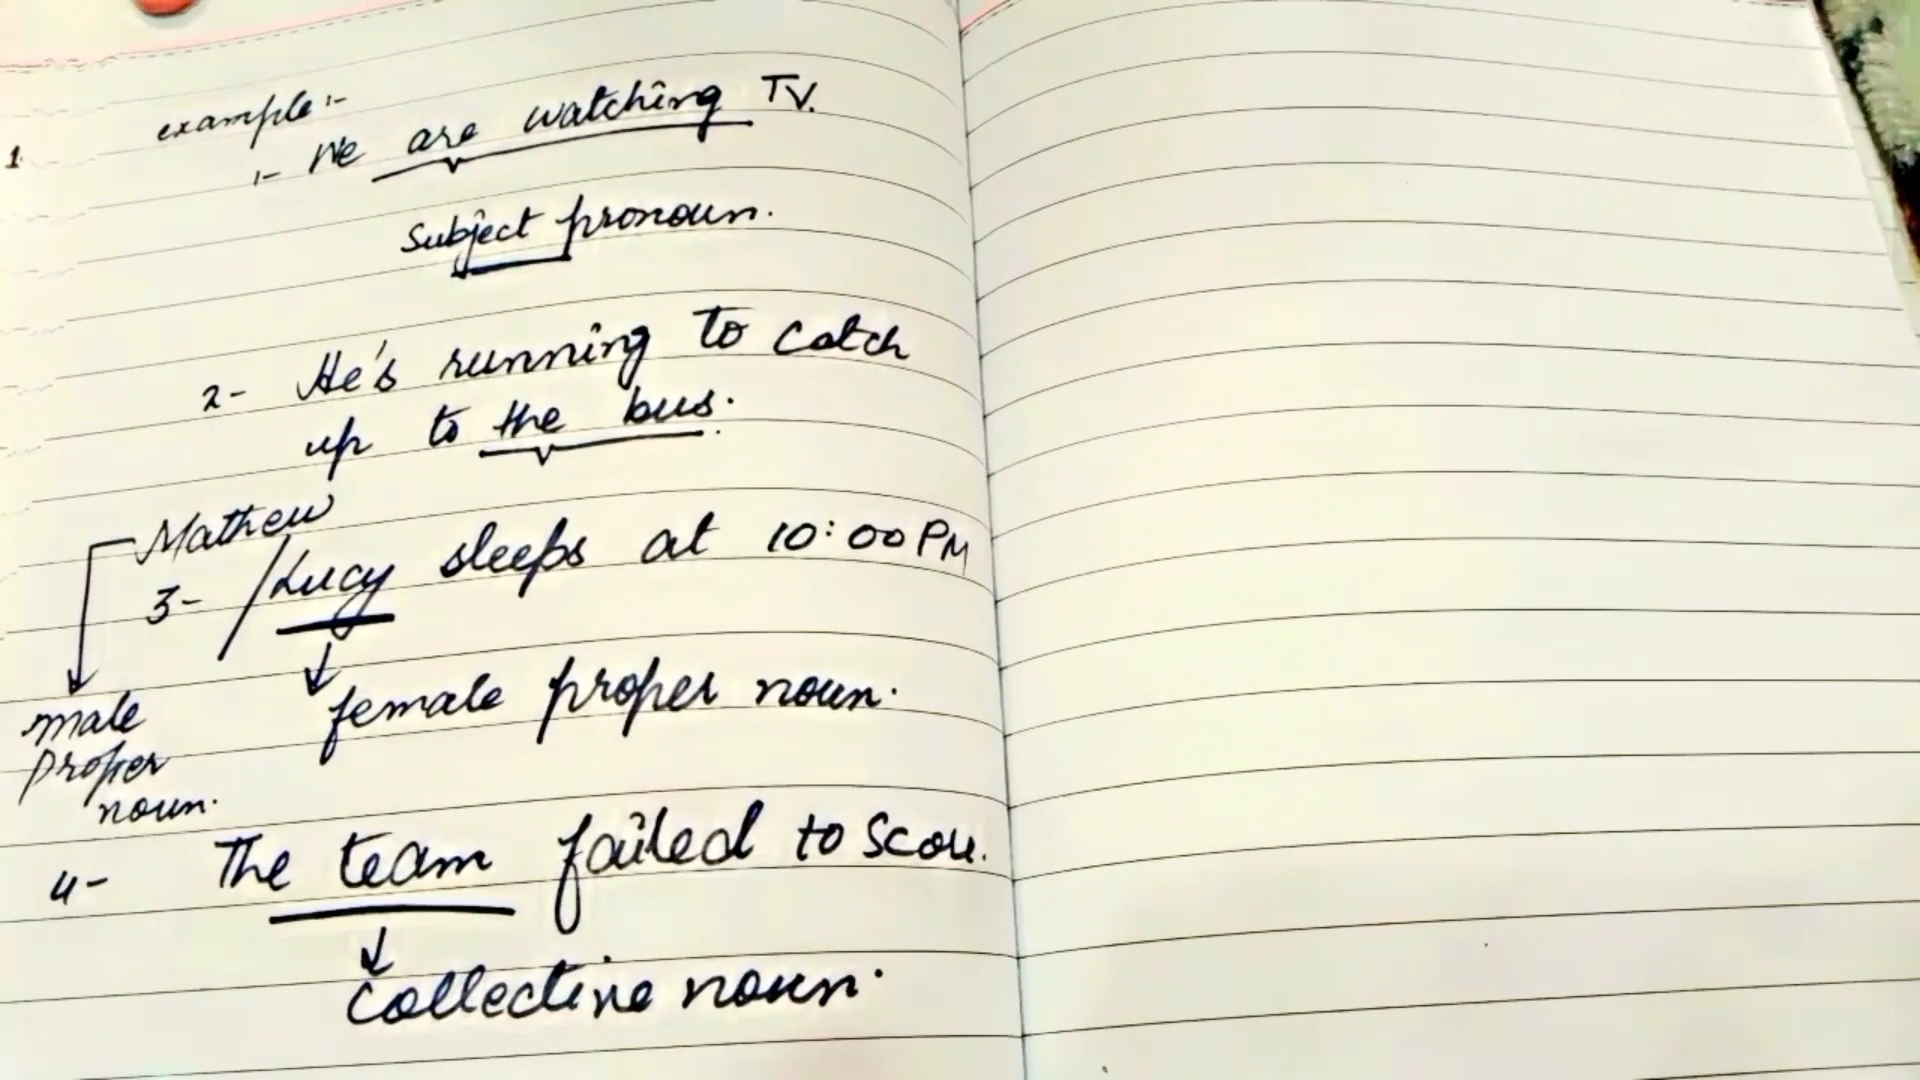 1
example:-
:- We are watching TV.
Subject pronoun.
2- He's running to catch
up to the bus.
Mathew
3- /Lucy sleeps at 10:00PM
female proper noun.
male
proper
noun.
4- The team failed to score.
Collective noun.